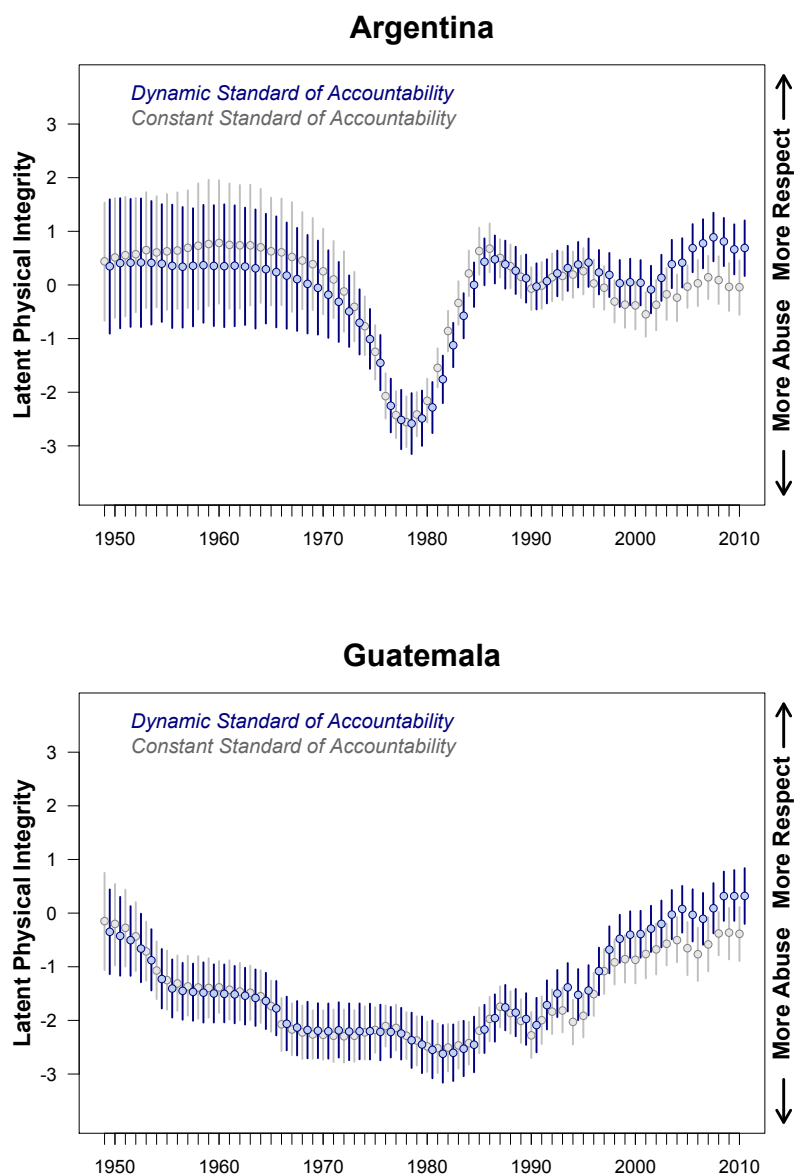 Argentina
Dynamic Standard of Accountability
Constant Standard of Accountability
Latent Physical Integrity
3
2
1
0
-1
-2
-3
1950 1960 1970 1980 1990 2000 2010
More Abuse More Respect
Guatemala
Dynamic Standard of Accountability
Constant Standard of Accountability
Latent Physical Integrity
3
2
1
0
-1
-2
-3
1950 1960 1970 1980 1990 2000 2010
More Abuse More Respect